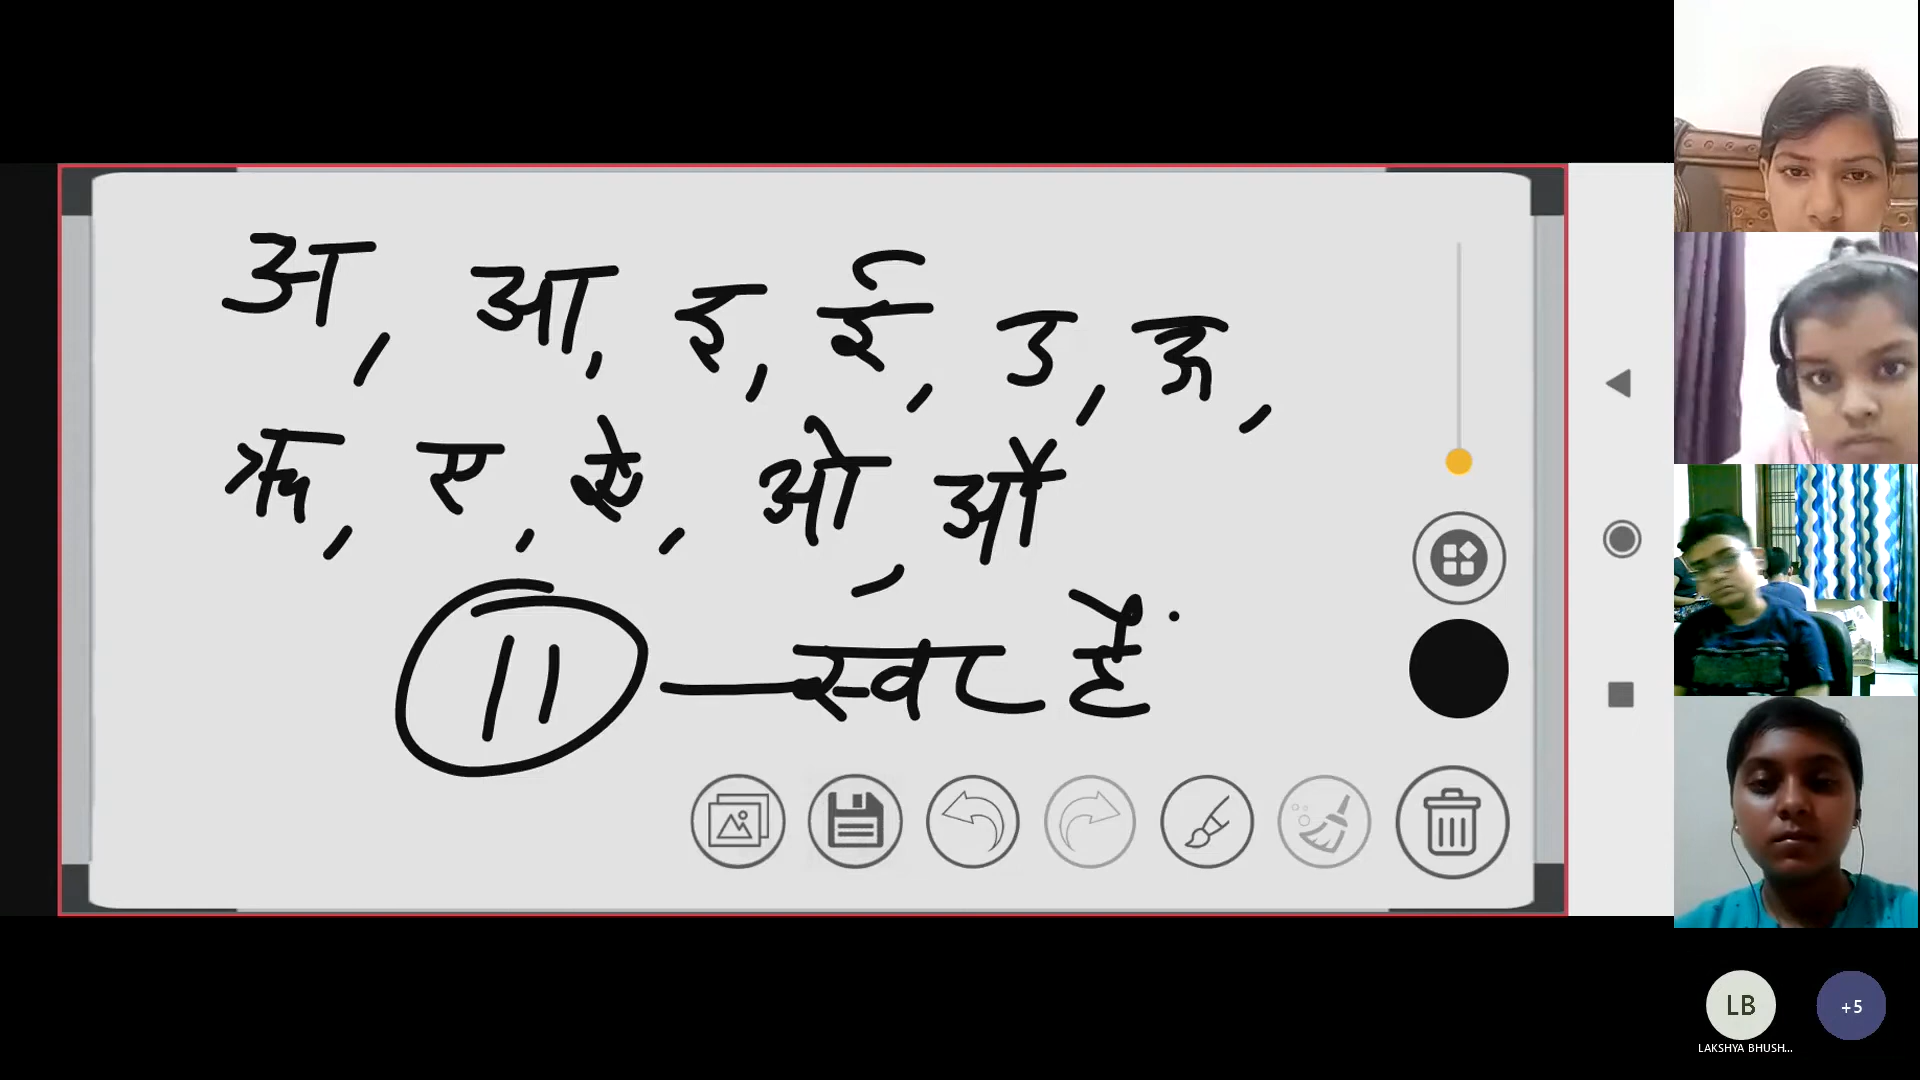 अ, आ, इ, ई, उ, ऊ,
ऋ, ए, ऐ, ओ, औ
11 — स्वर हैं
LB
+5
LAKSHYA BHUSH...